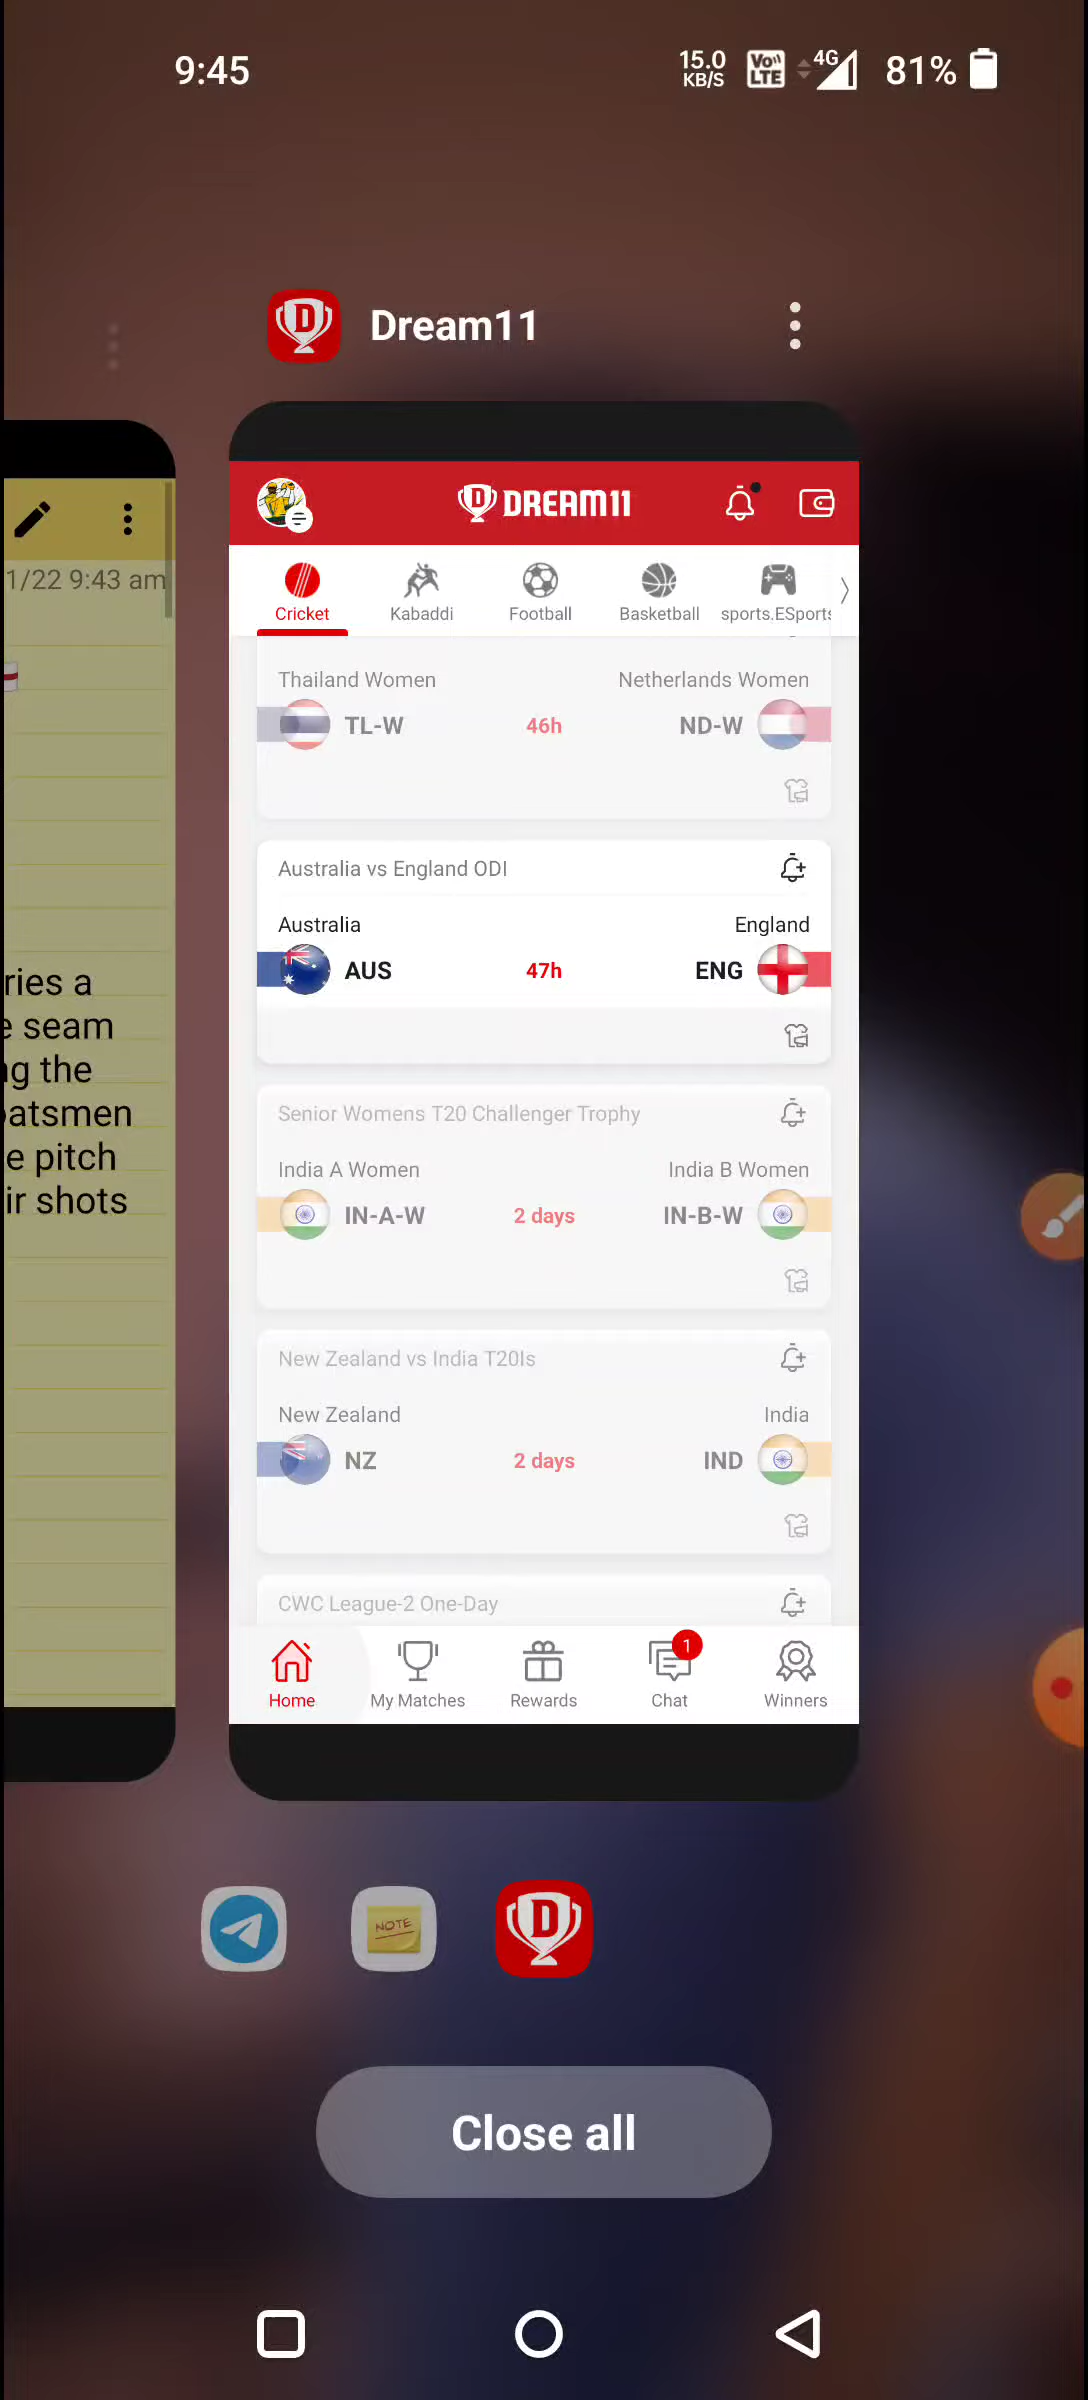 9:45
15.0
KB/S
Vo))
LTE
4G
81%
Dream11
1/22 9:43 am
ries a
e seam
the
e pitch
ir shots
DREAM11
Cricket
Kabaddi
Football
Basketball
sports.ESports
Thailand Women
Netherlands Women
TL-W
46h
ND-W
Australia vs England ODI
Australia
England
AUS
47h
ENG
Senior Womens T20 Challenger Trophy
India A Women
India B Women
IN-A-W
2 days
IN-B-W
New Zealand vs India T20Is
New Zealand
India
NZ
2 days
IND
CWC League-2 One-Day
Home
My Matches
Rewards
1
Chat
Winners
NOTE
D
Close all